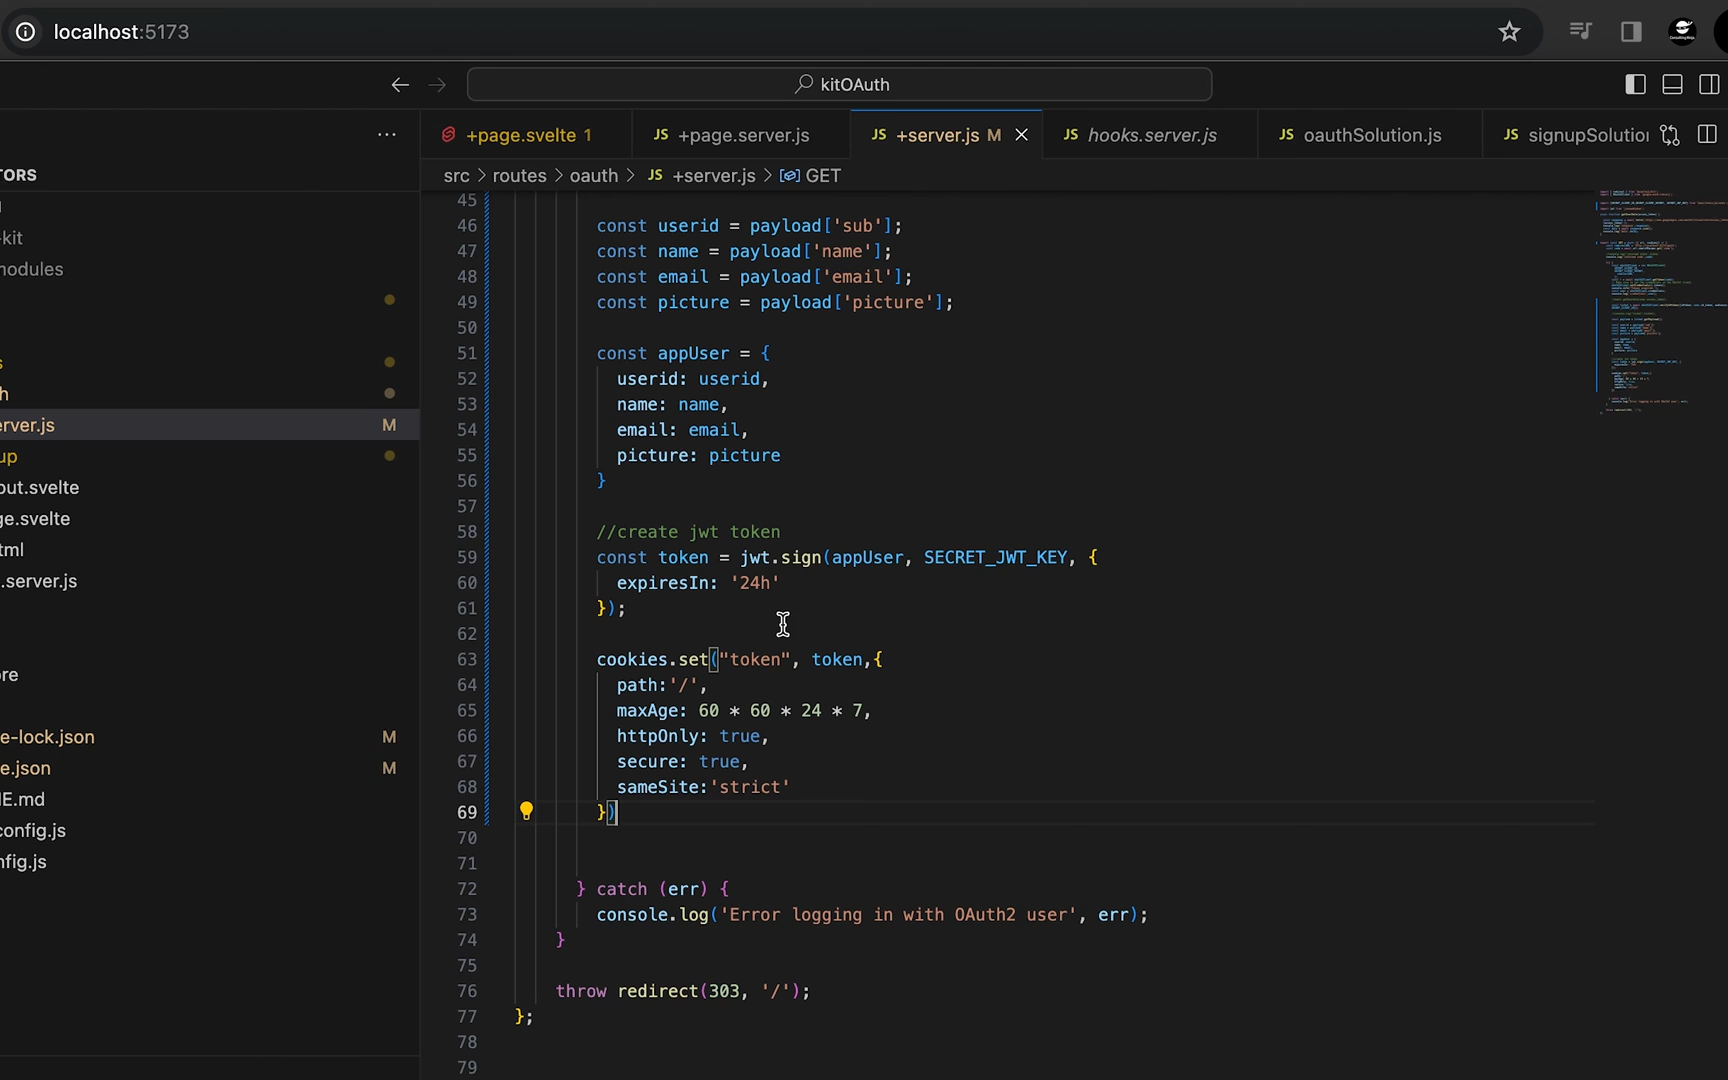 localhost:5173
kitOAuth
+page.svelte 1
JS +page.server.js
JS +server.js M
JS hooks.server.js
JS oauthSolution.js
JS signupSolution
src > routes > oauth > JS +server.js > GET
TORS
-kit
nodules
s
h
erver.js M
up
out.svelte
ge.svelte
tml
.server.js
re
e-lock.json M
e.json M
E.md
config.js
nfig.js
45
46 const userid = payload['sub'];
47 const name = payload['name'];
48 const email = payload['email'];
49 const picture = payload['picture'];
50
51 const appUser = {
52 userid: userid,
53 name: name,
54 email: email,
55 picture: picture
56 }
57
58 //create jwt token
59 const token = jwt.sign(appUser, SECRET_JWT_KEY, {
60 expiresIn: '24h'
61 });
62
63 cookies.set("token", token,{
64 path:'/',
65 maxAge: 60 * 60 * 24 * 7,
66 httpOnly: true,
67 secure: true,
68 sameSite:'strict'
69 })
70
71
72 } catch (err) {
73 console.log('Error logging in with OAuth2 user', err);
74 }
75
76 throw redirect(303, '/');
77 };
78
79